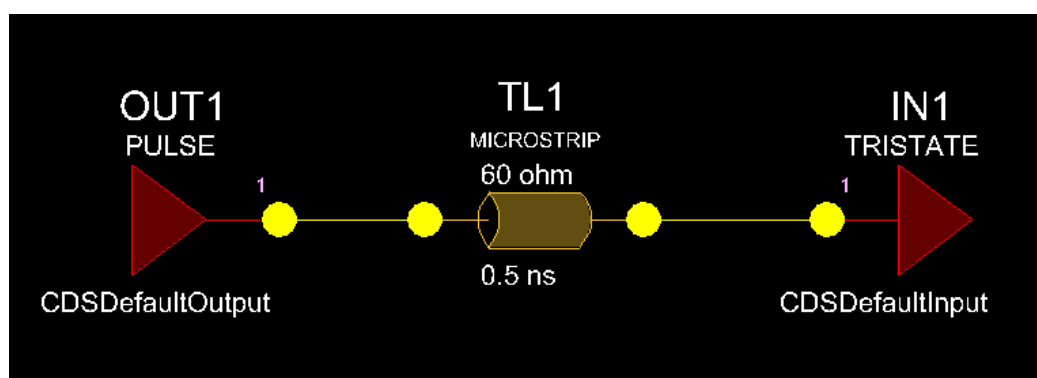 OUT1
PULSE
1
CDSDefaultOutput
TL1
MICROSTRIP
60 ohm
0.5 ns
IN1
TRISTATE
1
CDSDefaultInput